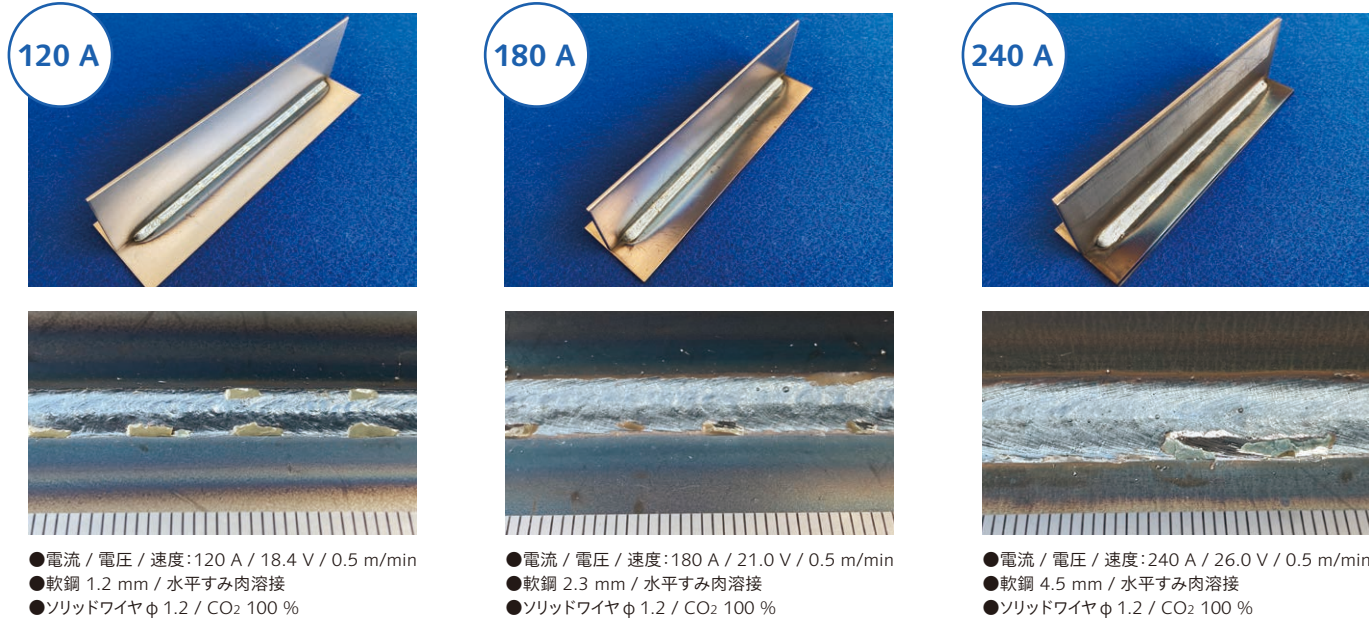 120 A
180 A
240 A
●電流 / 電圧 / 速度：120 A / 18.4 V / 0.5 m/min
●軟鋼 1.2 mm / 水平すみ肉溶接
●ソリッドワイヤ φ 1.2 / CO₂ 100 %
●電流 / 電圧 / 速度：180 A / 21.0 V / 0.5 m/min
●軟鋼 2.3 mm / 水平すみ肉溶接
●ソリッドワイヤ φ 1.2 / CO₂ 100 %
●電流 / 電圧 / 速度：240 A / 26.0 V / 0.5 m/min
●軟鋼 4.5 mm / 水平すみ肉溶接
●ソリッドワイヤ φ 1.2 / CO₂ 100 %